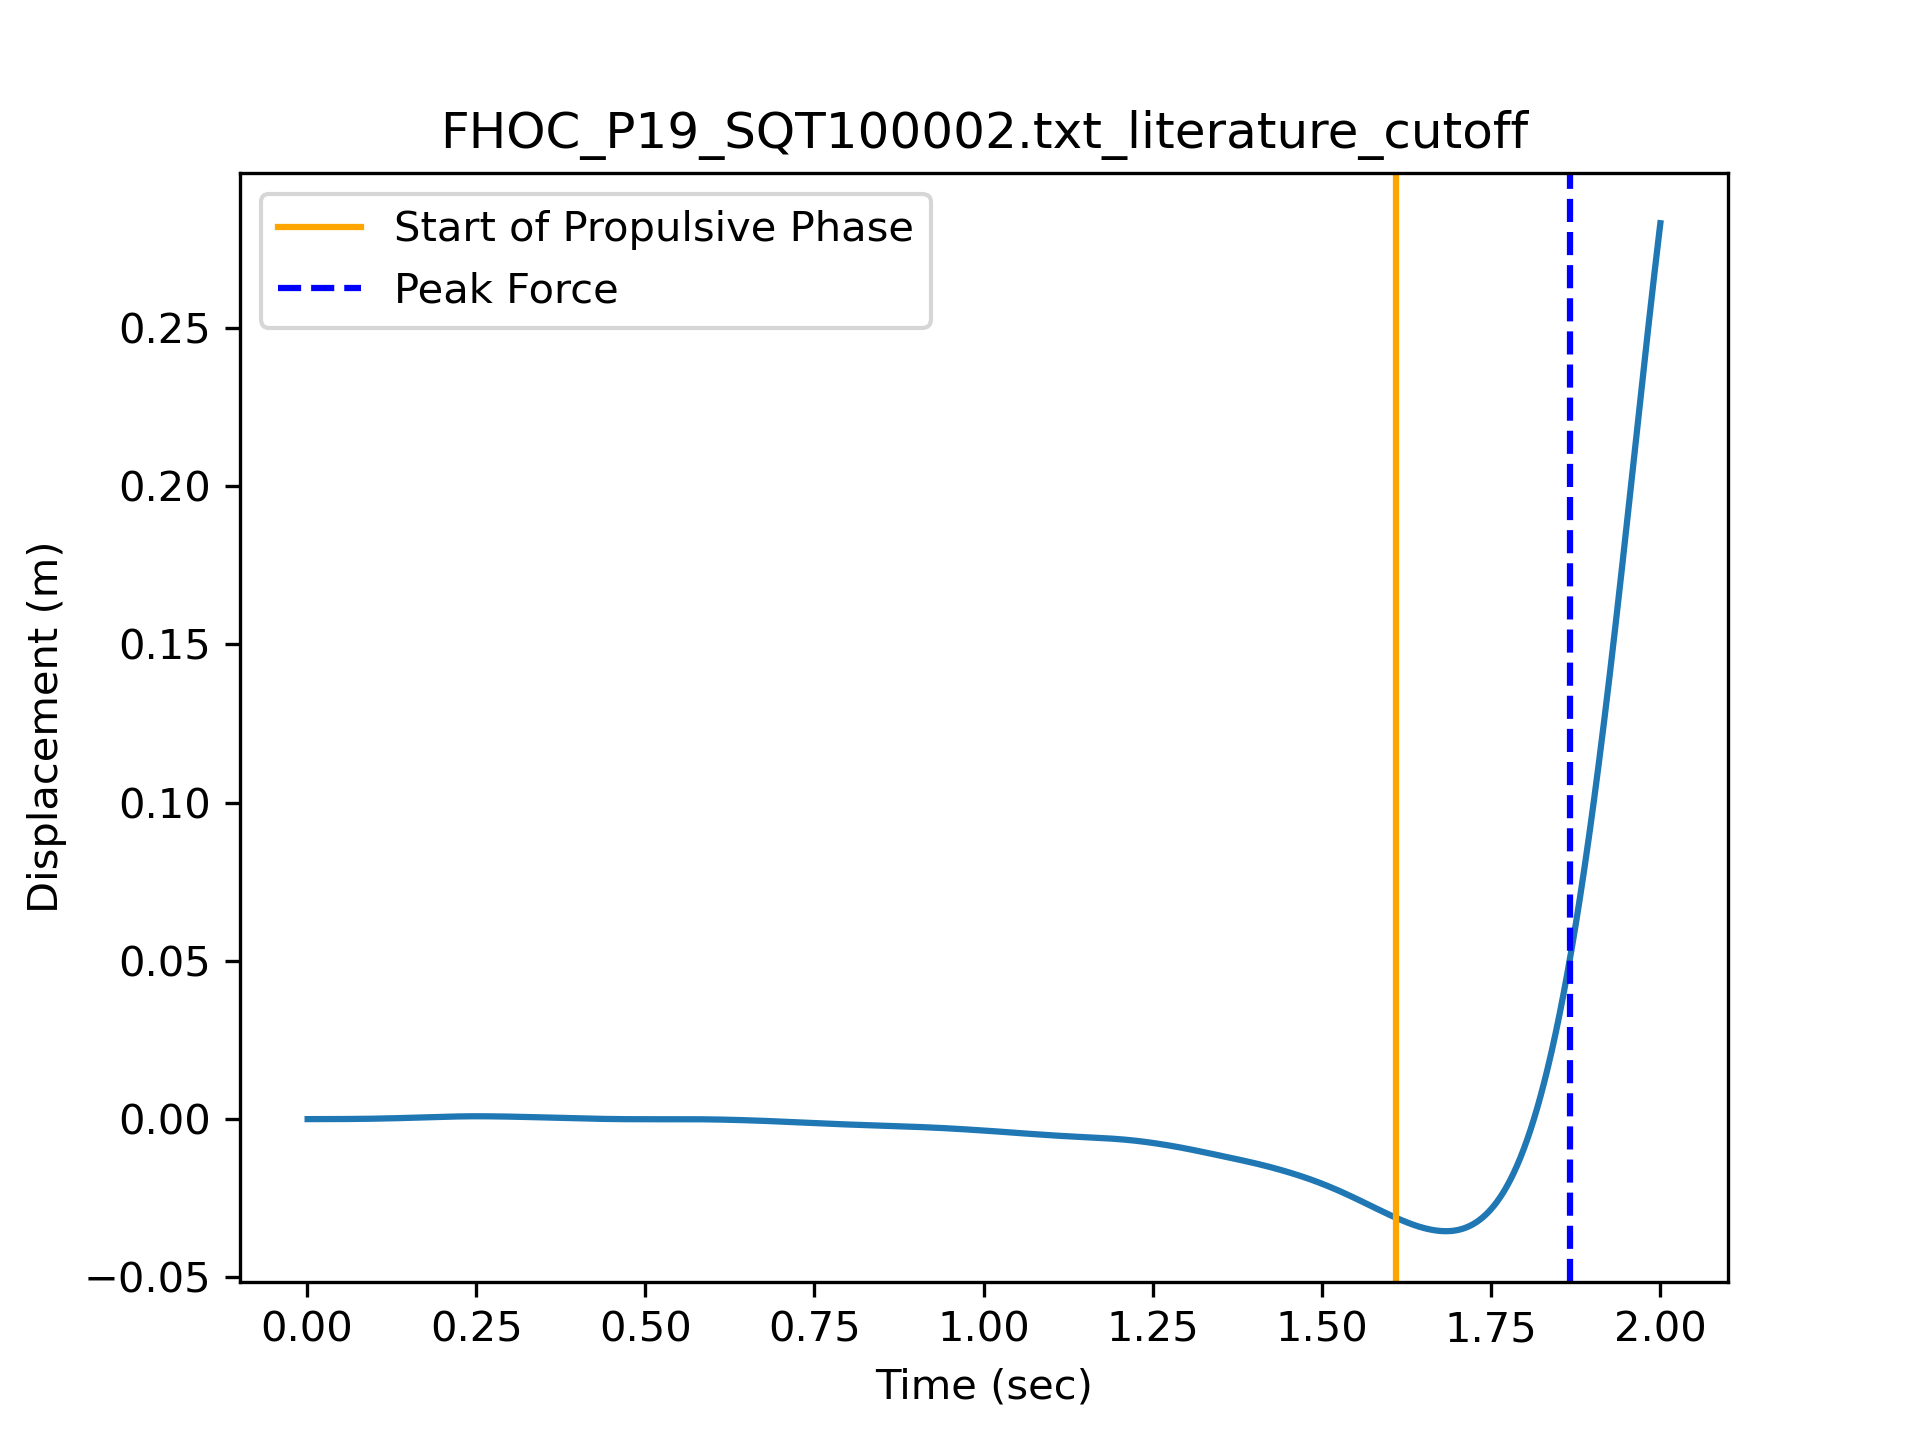 FHOC_P19_SQT100002.txt_literature_cutoff
Start of Propulsive Phase
Peak Force
0.25
0.20
0.15
0.10
0.05
0.00
−0.05
Displacement (m)
0.00 0.25 0.50 0.75 1.00 1.25 1.50 1.75 2.00
Time (sec)